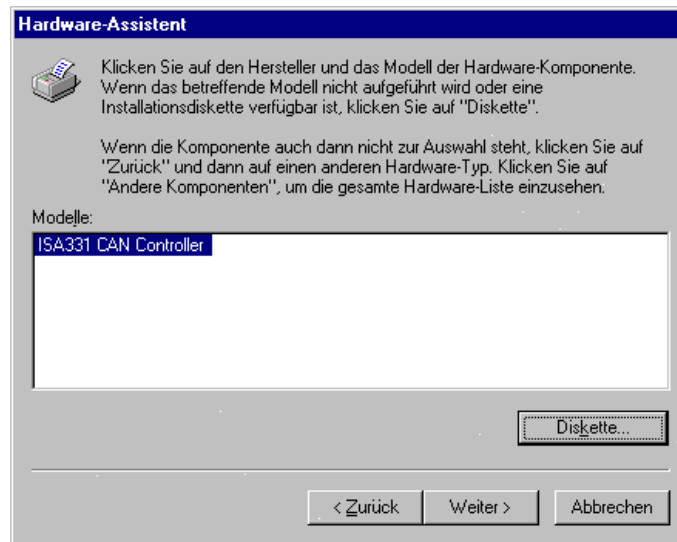 Hardware-Assistent
Klicken Sie auf den Hersteller und das Modell der Hardware-Komponente.
Wenn das betreffende Modell nicht aufgeführt wird oder eine
Installationsdiskette verfügbar ist, klicken Sie auf "Diskette".
Wenn die Komponente auch dann nicht zur Auswahl steht, klicken Sie auf
"Zurück" und dann auf einen anderen Hardware-Typ. Klicken Sie auf
"Andere Komponenten", um die gesamte Hardware-Liste einzusehen.
Modelle:
ISA331 CAN Controller
Diskette...
< Zurück
Weiter >
Abbrechen